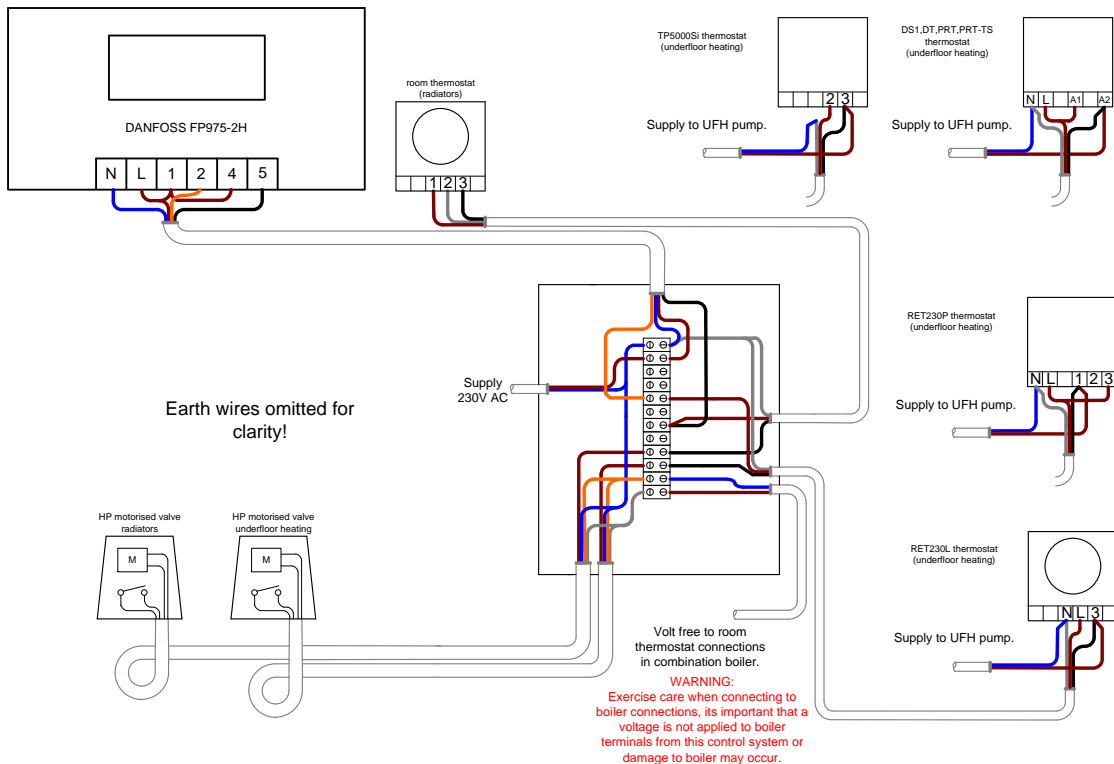 DANFOSS FP975-2H
N L 1 2 4 5
room thermostat
(radiators)
1 2 3
TP5000Si thermostat
(underfloor heating)
2 3
Supply to UFH pump.
DS1,DT,PRT,PRT-TS
thermostat
(underfloor heating)
N L A1 A2
Supply to UFH pump.
Supply
230V AC
Earth wires omitted for
clarity!
RET230P thermostat
(underfloor heating)
N L 1 2 3
Supply to UFH pump.
HP motorised valve
radiators
M
HP motorised valve
underfloor heating
M
RET230L thermostat
(underfloor heating)
N L 3
Supply to UFH pump.
Volt free to room
thermostat connections
in combination boiler.
WARNING:
Exercise care when connecting to
boiler connections, its important that a
voltage is not applied to boiler
terminals from this control system or
damage to boiler may occur.